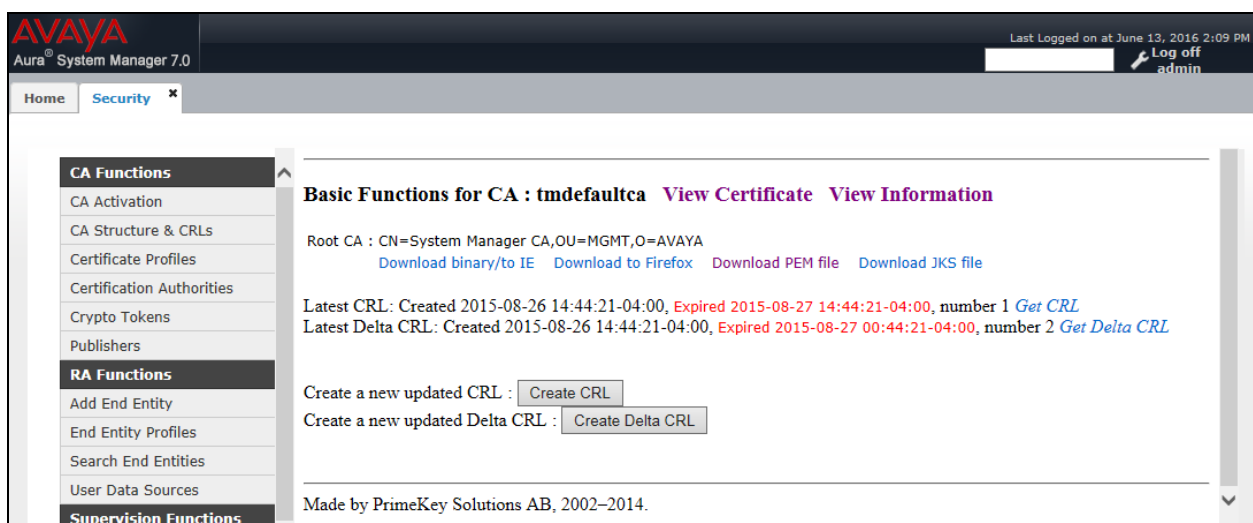 AVAYA
Aura® System Manager 7.0
Last Logged on at June 13, 2016 2:09 PM
Log off
admin
Home
Security ×
CA Functions
CA Activation
CA Structure & CRLs
Certificate Profiles
Certification Authorities
Crypto Tokens
Publishers
RA Functions
Add End Entity
End Entity Profiles
Search End Entities
User Data Sources
Supervision Functions
Basic Functions for CA : tmdefaultca View Certificate View Information
Root CA : CN=System Manager CA,OU=MGMT,O=AVAYA
Download binary/to IE Download to Firefox Download PEM file Download JKS file
Latest CRL: Created 2015-08-26 14:44:21-04:00, Expired 2015-08-27 14:44:21-04:00, number 1 Get CRL
Latest Delta CRL: Created 2015-08-26 14:44:21-04:00, Expired 2015-08-27 00:44:21-04:00, number 2 Get Delta CRL
Create a new updated CRL : Create CRL
Create a new updated Delta CRL : Create Delta CRL
Made by PrimeKey Solutions AB, 2002–2014.